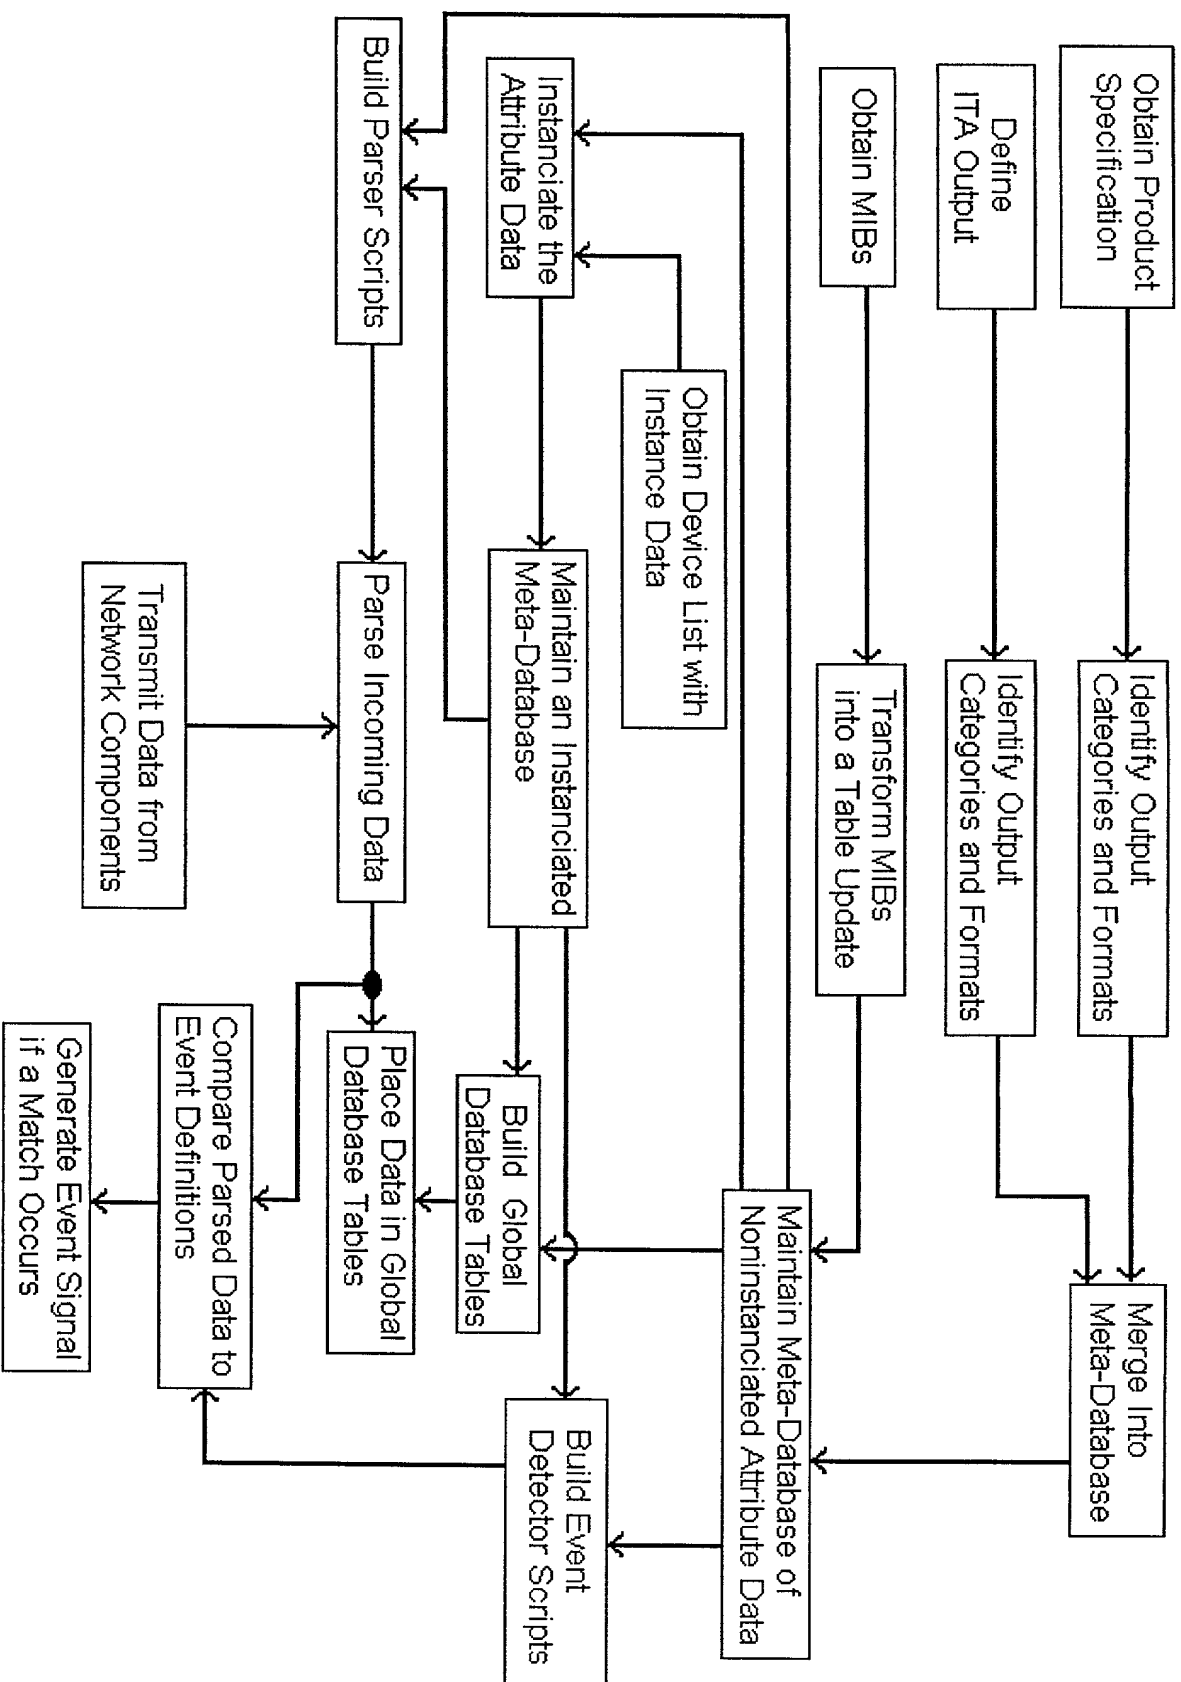 Obtain Product
Specification
Identify Output
Categories and Formats
Merge Into
Meta-Database
Define
ITA Output
Identify Output
Categories and Formats
Obtain MIBs
Transform MIBs
into a Table Update
Maintain Meta-Database of
Noninstanciated Attribute Data
Obtain Device List with
Instance Data
Instanciate the
Attribute Data
Maintain an Instanciated
Meta-Database
Build Global
Database Tables
Build Event
Detector Scripts
Build Parser Scripts
Parse Incoming Data
Place Data in Global
Database Tables
Transmit Data from
Network Components
Compare Parsed Data to
Event Definitions
Generate Event Signal
if a Match Occurs